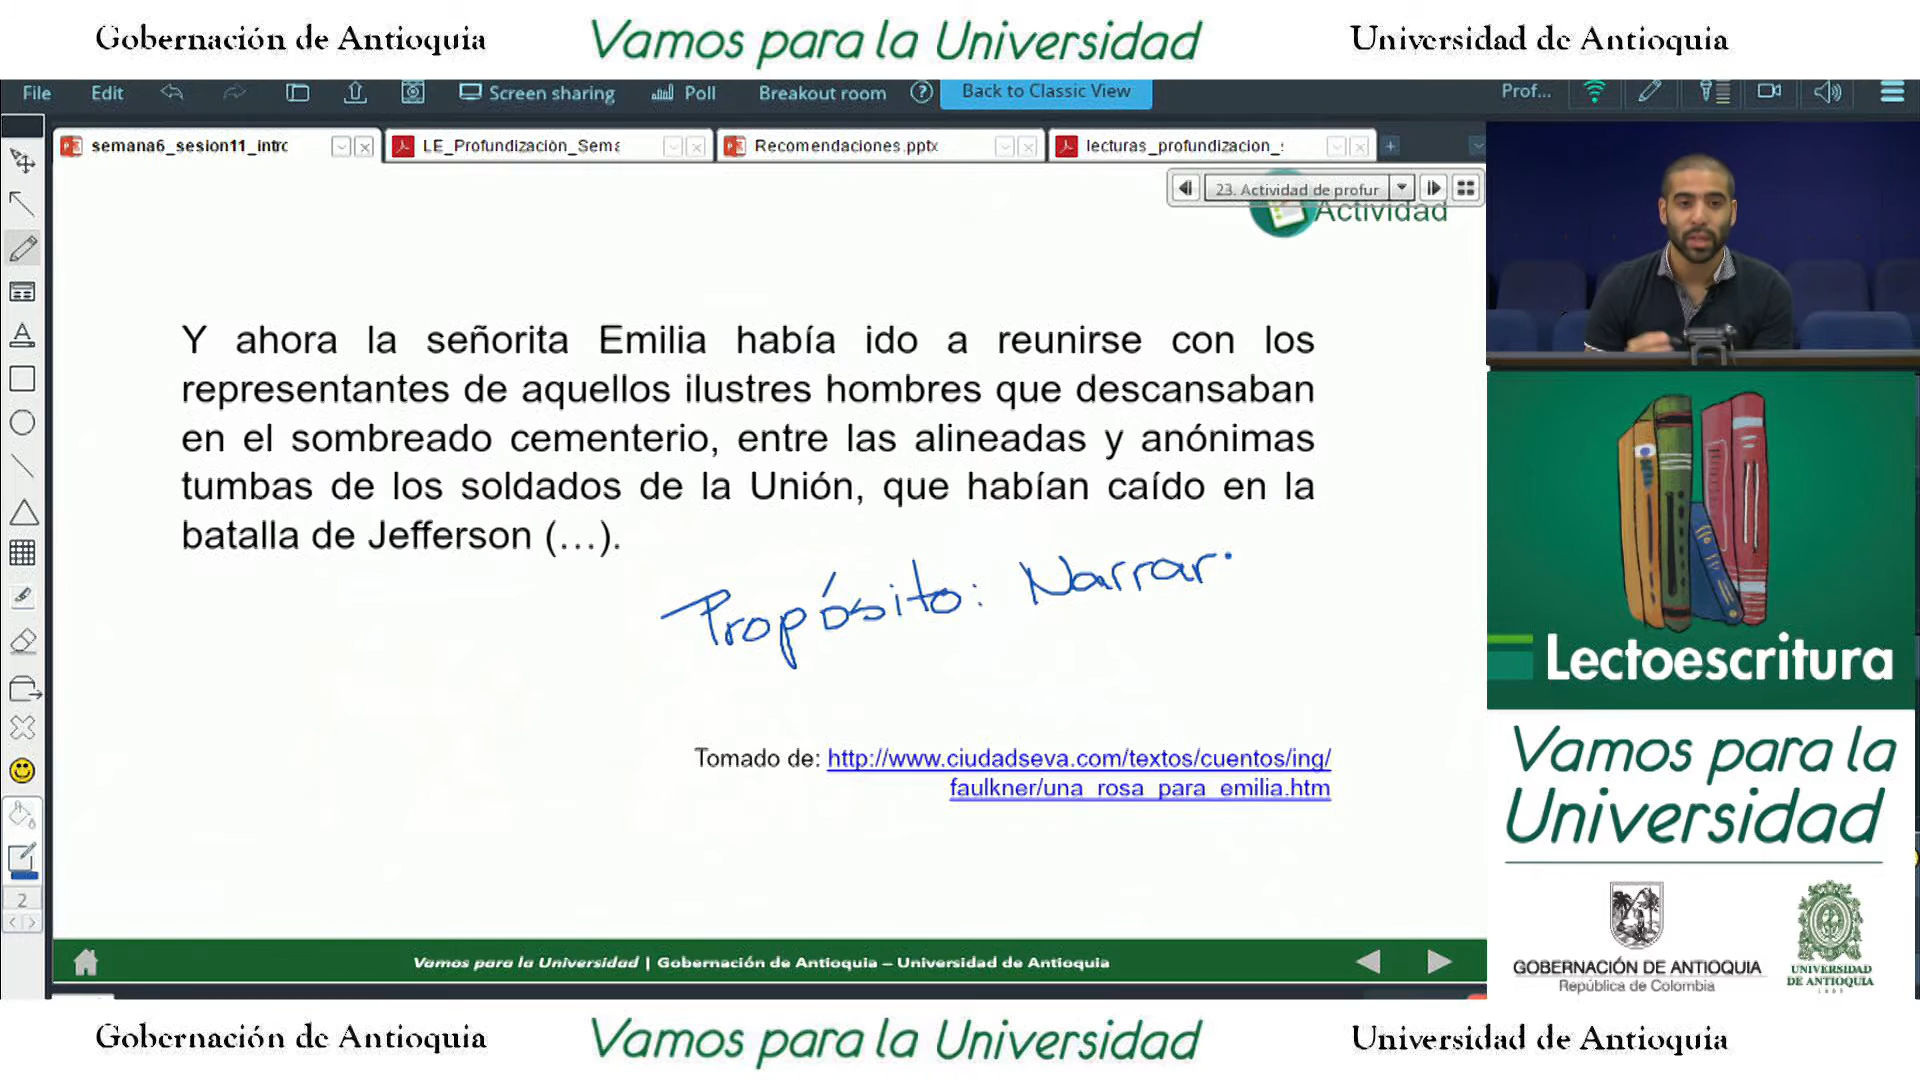 Gobernación de Antioquia
Vamos para la Universidad
Universidad de Antioquia
File Edit Screen sharing Poll Breakout room Back to Classic View Prof...
semana6_sesion11_intrc
LE_Profundización_Sema
Recomendaciones.pptx
lecturas_profundizacion_s
23. Actividad de profur
Actividad
Y ahora la señorita Emilia había ido a reunirse con los
representantes de aquellos ilustres hombres que descansaban
en el sombreado cementerio, entre las alineadas y anónimas
tumbas de los soldados de la Unión, que habían caído en la
batalla de Jefferson (...).
Propósito: Narrar.
Tomado de: http://www.ciudadseva.com/textos/cuentos/ing/
faulkner/una_rosa_para_emilia.htm
2
Vamos para la Universidad | Gobernación de Antioquia – Universidad de Antioquia
Lectoescritura
Vamos para la
Universidad
GOBERNACIÓN DE ANTIOQUIA
República de Colombia
UNIVERSIDAD
DE ANTIOQUIA
Gobernación de Antioquia
Vamos para la Universidad
Universidad de Antioquia